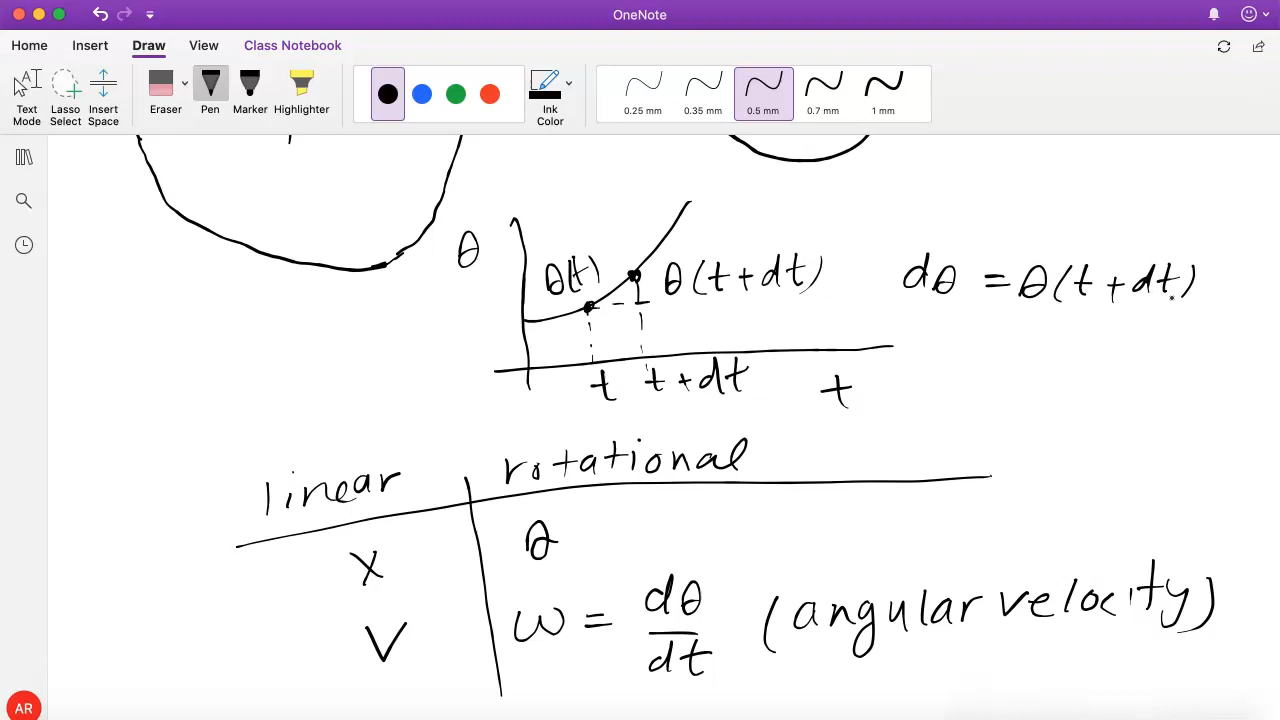 OneNote
Home Insert Draw View Class Notebook
Text Mode
Lasso Select
Insert Space
Eraser
Pen
Marker
Highlighter
Ink Color
0.25 mm 0.35 mm 0.5 mm 0.7 mm 1 mm
θ
θ(t)
θ(t+dt)
dθ = θ(t+dt)
t t+dt t
linear rotational
x θ
v ω = dθ/dt (angular velocity)
AR